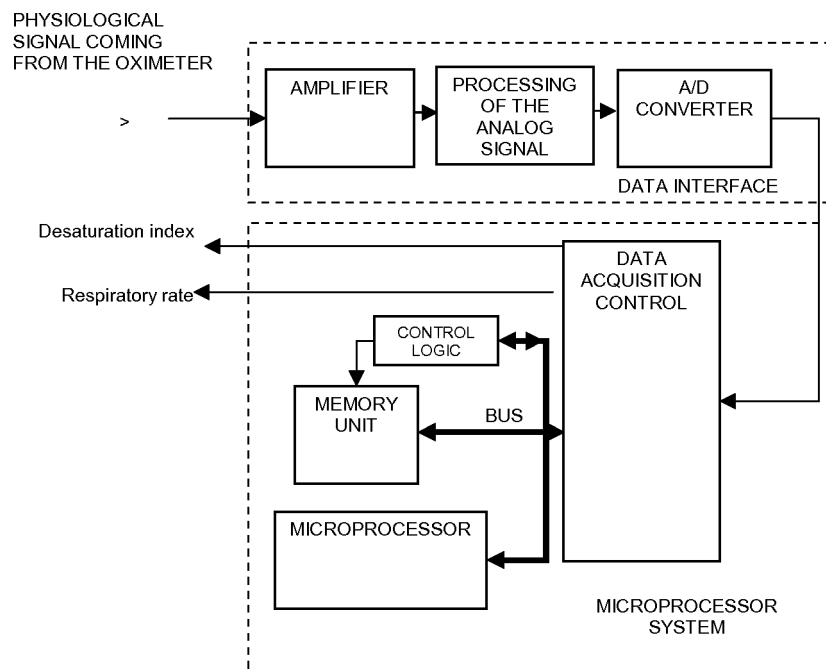 PHYSIOLOGICAL
SIGNAL COMING
FROM THE OXIMETER
>
AMPLIFIER
PROCESSING
OF THE
ANALOG
SIGNAL
A/D
CONVERTER
DATA INTERFACE
Desaturation index
Respiratory rate
DATA
ACQUISITION
CONTROL
CONTROL
LOGIC
MEMORY
UNIT
BUS
MICROPROCESSOR
MICROPROCESSOR
SYSTEM